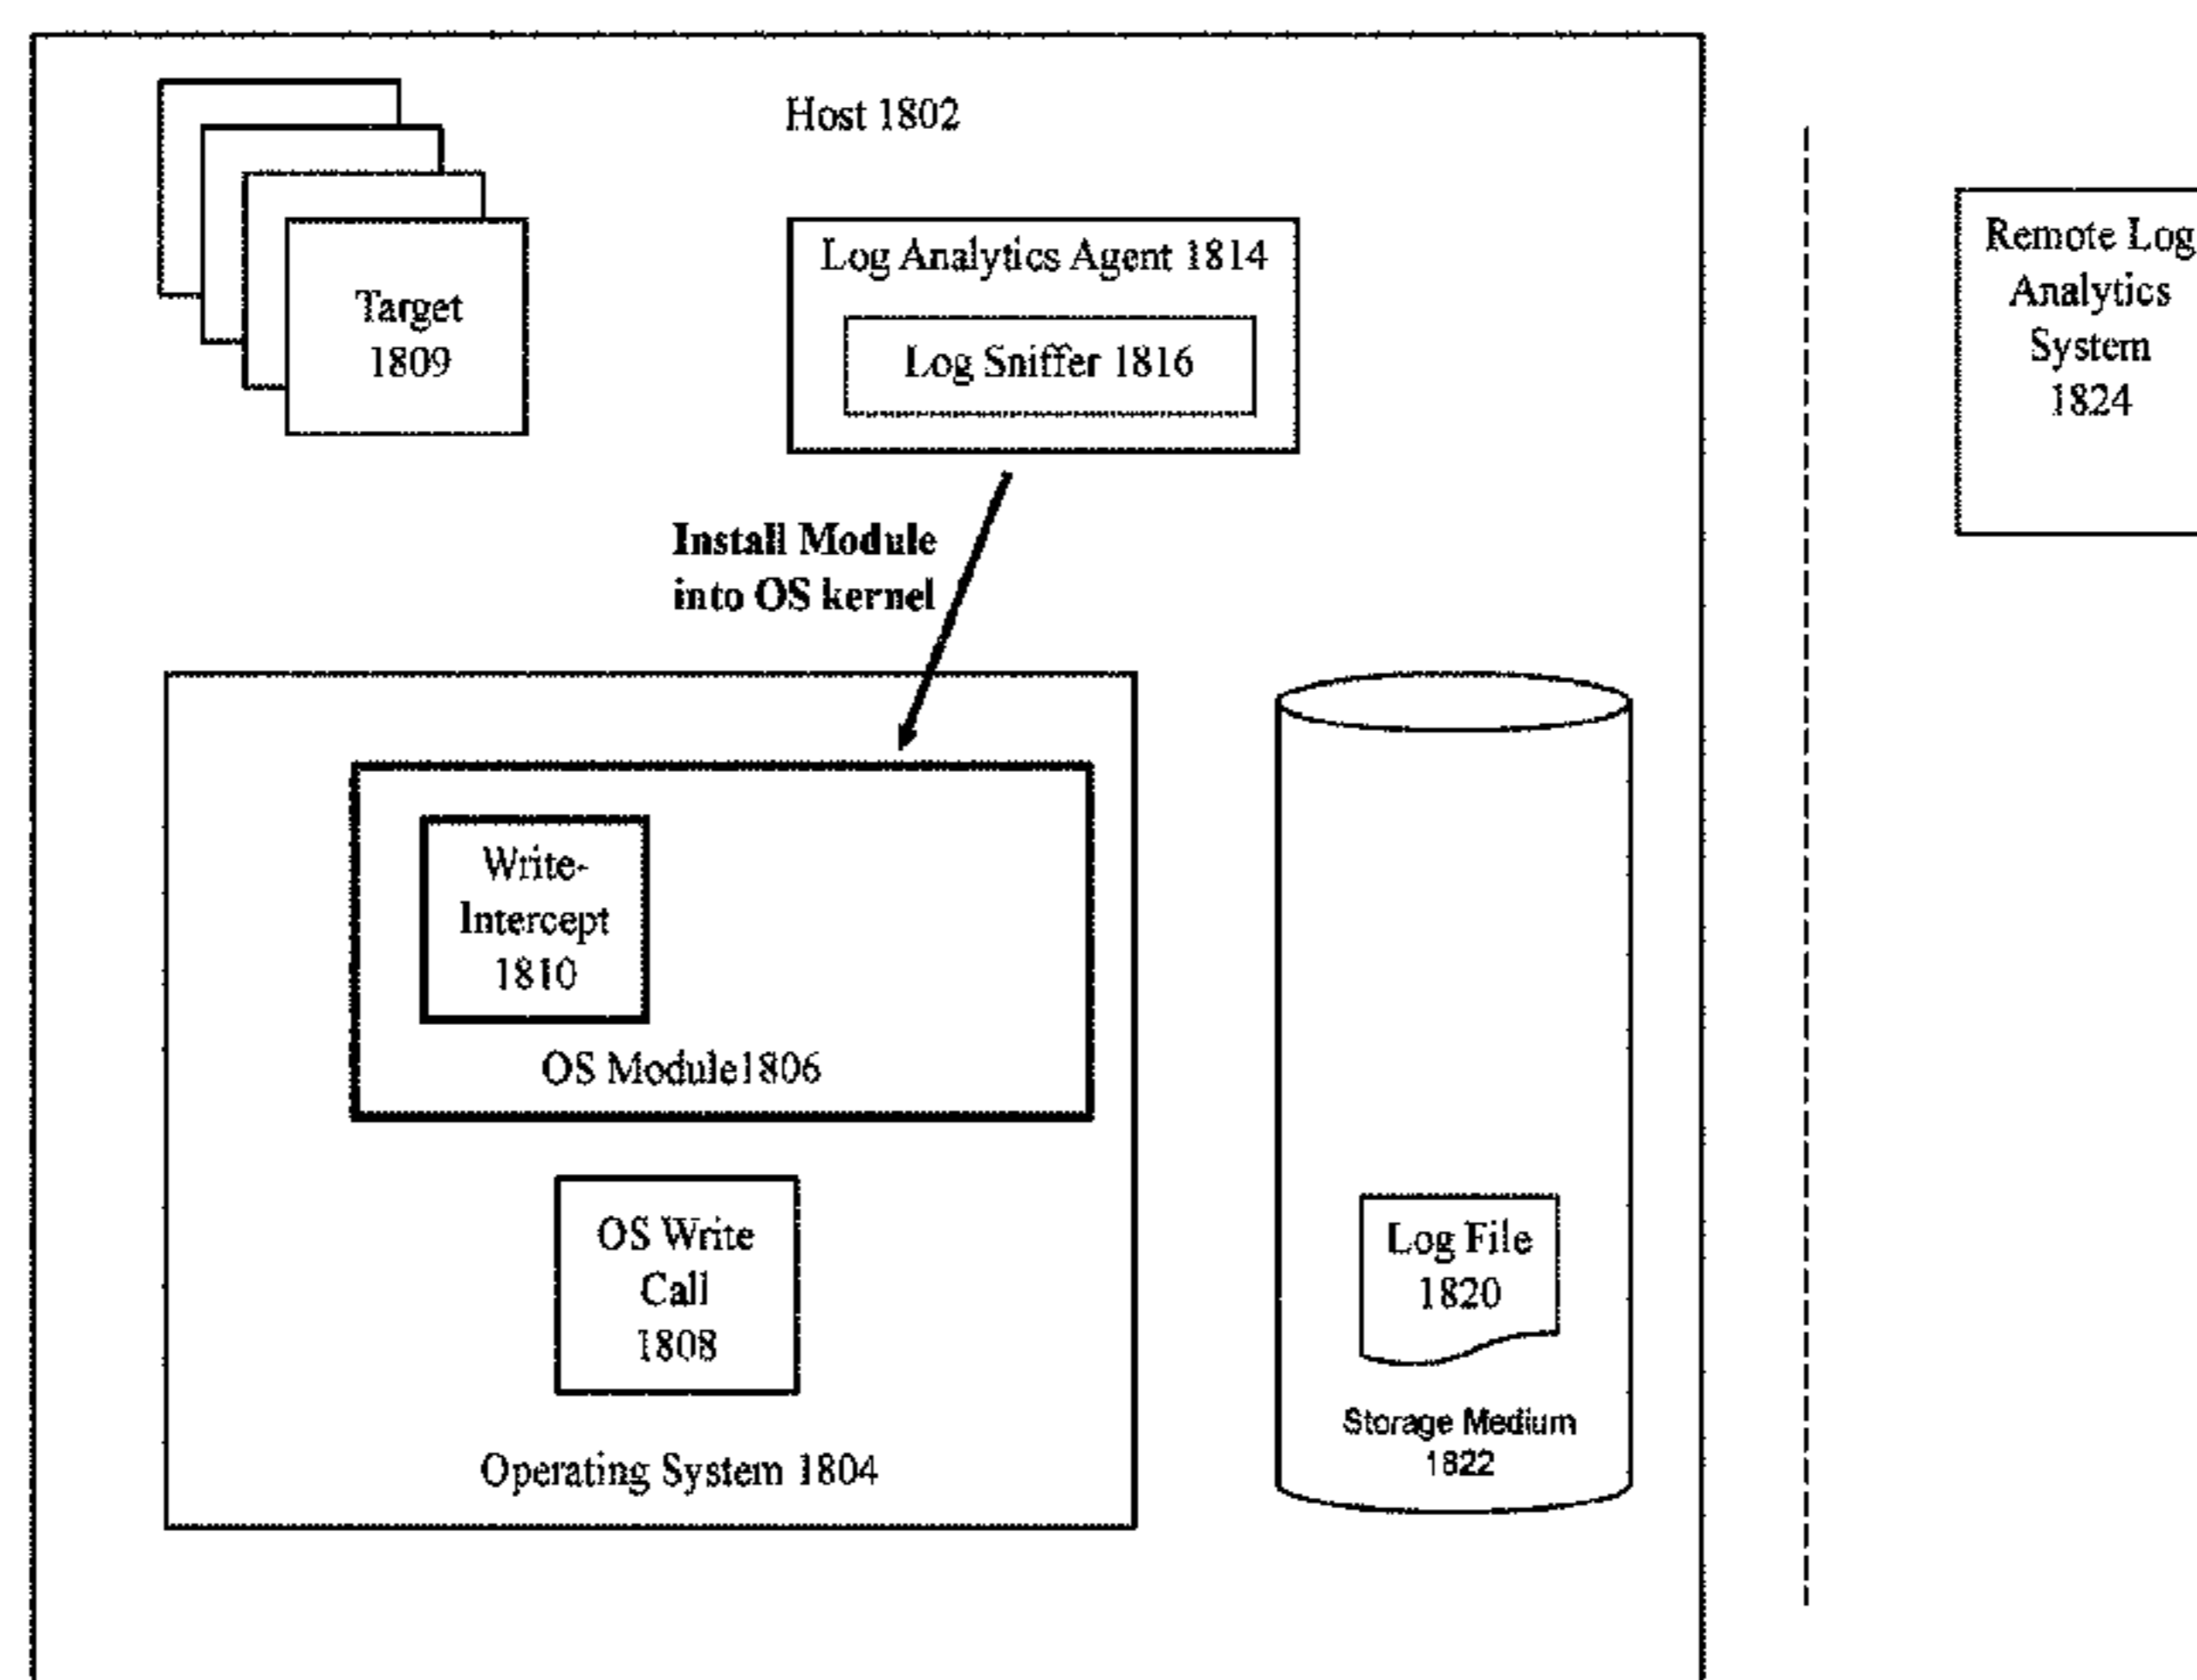 Host 1802
Target
1809
Log Analytics Agent 1814
Log Sniffer 1816
Remote Log
Analytics
System
1824
Install Module
into OS kernel
Write-
Intercept
1810
OS Module1806
OS Write
Call
1808
Operating System 1804
Log File
1820
Storage Medium
1822